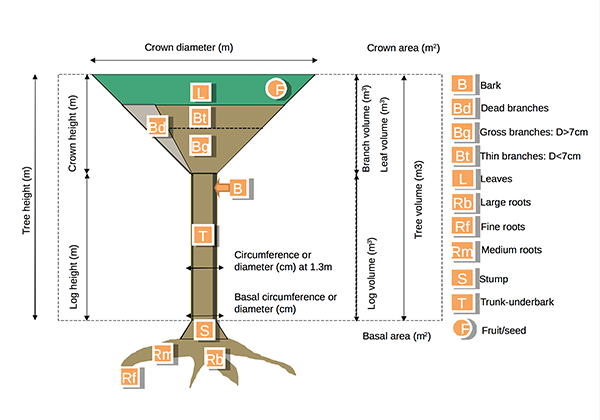 Crown diameter (m)
Crown area (m²)
Tree height (m)
Crown height (m)
Log height (m)
L
F
Bt
Bd
Bg
B
T
Circumference or
diameter (cm) at 1.3m
Basal circumference or
diameter (cm)
S
Rm
Rb
Rf
Branch volume (m³)
Leaf volume (m³)
Log volume (m³)
Tree volume (m3)
Basal area (m²)
B Bark
Bd Dead branches
Bg Gross branches: D>7cm
Bt Thin branches: D<7cm
L Leaves
Rb Large roots
Rf Fine roots
Rm Medium roots
S Stump
T Trunk-underbark
F Fruit/seed